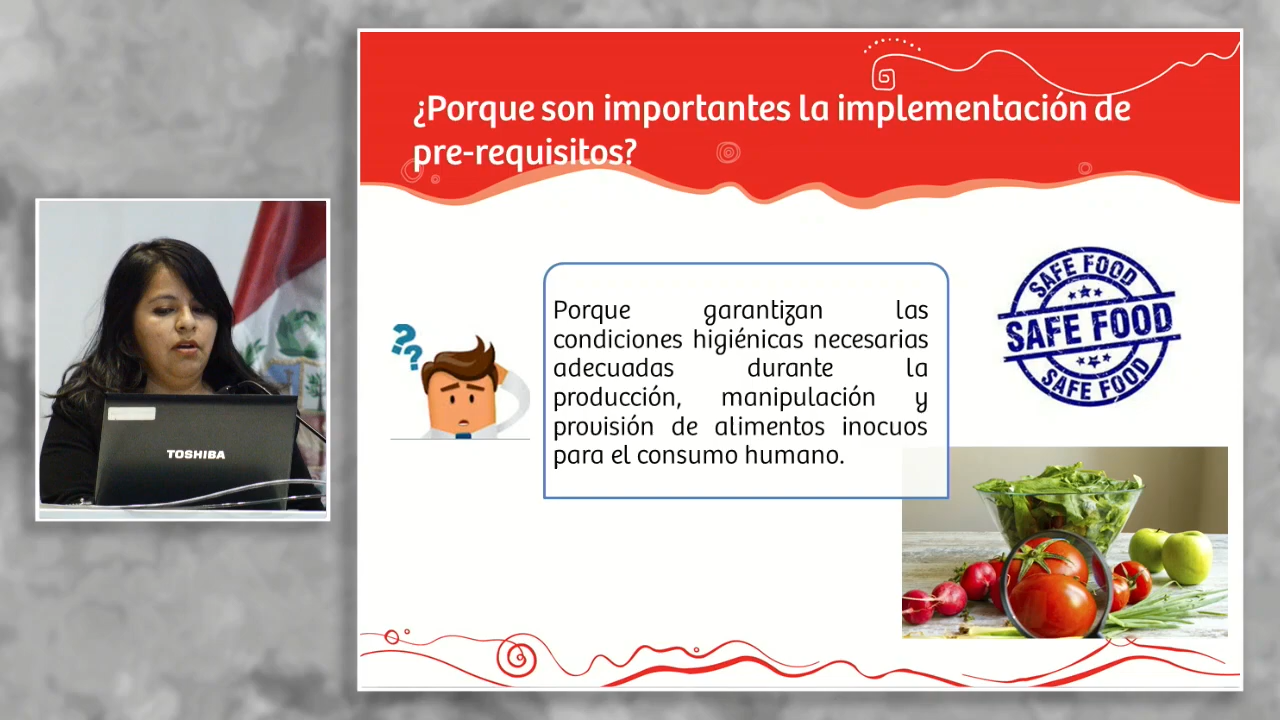 ¿Porque son importantes la implementación de
pre-requisitos?
Porque garantizan las
condiciones higiénicas necesarias
adecuadas durante la
producción, manipulación y
provisión de alimentos inocuos
para el consumo humano.
SAFE FOOD
SAFE FOOD
SAFE FOOD
TOSHIBA